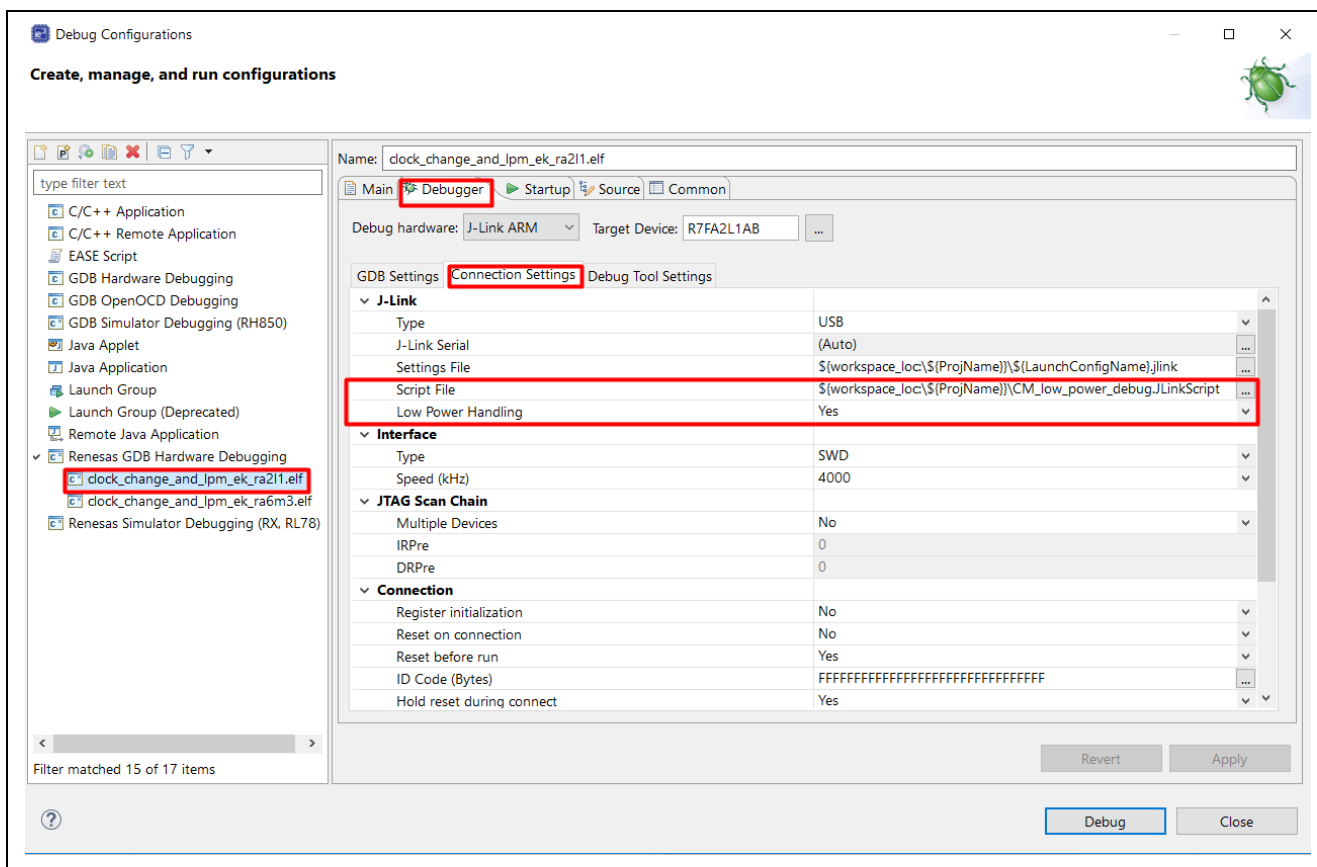 Debug Configurations
Create, manage, and run configurations
Name: clock_change_and_lpm_ek_ra2l1.elf
type filter text
C/C++ Application
C/C++ Remote Application
EASE Script
GDB Hardware Debugging
GDB OpenOCD Debugging
GDB Simulator Debugging (RH850)
Java Applet
Java Application
Launch Group
Launch Group (Deprecated)
Remote Java Application
Renesas GDB Hardware Debugging
clock_change_and_lpm_ek_ra2l1.elf
clock_change_and_lpm_ek_ra6m3.elf
Renesas Simulator Debugging (RX, RL78)
Filter matched 15 of 17 items
Main Debugger Startup Source Common
Debug hardware: J-Link ARM Target Device: R7FA2L1AB ...
GDB Settings Connection Settings Debug Tool Settings
J-Link
Type USB
J-Link Serial (Auto) ...
Settings File ${workspace_loc:\${ProjName}}\${LaunchConfigName}.jlink ...
Script File ${workspace_loc:\${ProjName}}\CM_low_power_debug.JLinkScript ...
Low Power Handling Yes
Interface
Type SWD
Speed (kHz) 4000
JTAG Scan Chain
Multiple Devices No
IRPre 0
DRPre 0
Connection
Register initialization No
Reset on connection No
Reset before run Yes
ID Code (Bytes) FFFFFFFFFFFFFFFFFFFFFFFFFFFFFFFF ...
Hold reset during connect Yes
Revert Apply
? Debug Close